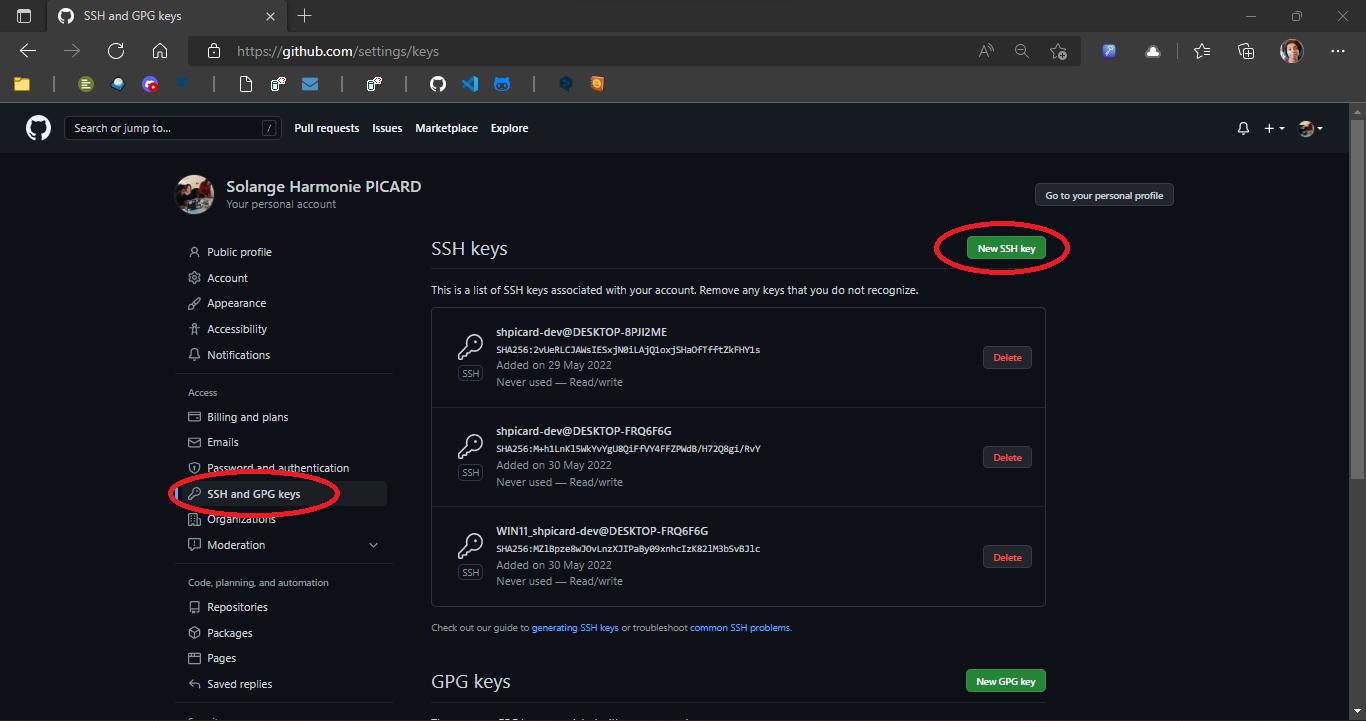 SSH and GPG keys
https://github.com/settings/keys
Search or jump to...
/
Pull requests
Issues
Marketplace
Explore
Solange Harmonie PICARD
Your personal account
Go to your personal profile
Public profile
Account
Appearance
Accessibility
Notifications
Access
Billing and plans
Emails
Password and authentication
SSH and GPG keys
Organizations
Moderation
Code, planning, and automation
Repositories
Packages
Pages
Saved replies
SSH keys
New SSH key
This is a list of SSH keys associated with your account. Remove any keys that you do not recognize.
shpicard-dev@DESKTOP-8PJI2ME
SHA256:2vUeRLCJAWsIESxjN0iLAjQ1oxjSHaOfTfftZkFHY1s
Added on 29 May 2022
Never used — Read/write
SSH
Delete
shpicard-dev@DESKTOP-FRQ6F6G
SHA256:M+h1LnKl5WkYvYgU8QiFfVY4FFZPWdB/H72Q8gi/RvY
Added on 30 May 2022
Never used — Read/write
SSH
Delete
WIN11_shpicard-dev@DESKTOP-FRQ6F6G
SHA256:MZlBpze8wJOvLnzXJIPaBy09xnhcIzK82lM3bSvBJlc
Added on 30 May 2022
Never used — Read/write
SSH
Delete
Check out our guide to generating SSH keys or troubleshoot common SSH problems.
GPG keys
New GPG key